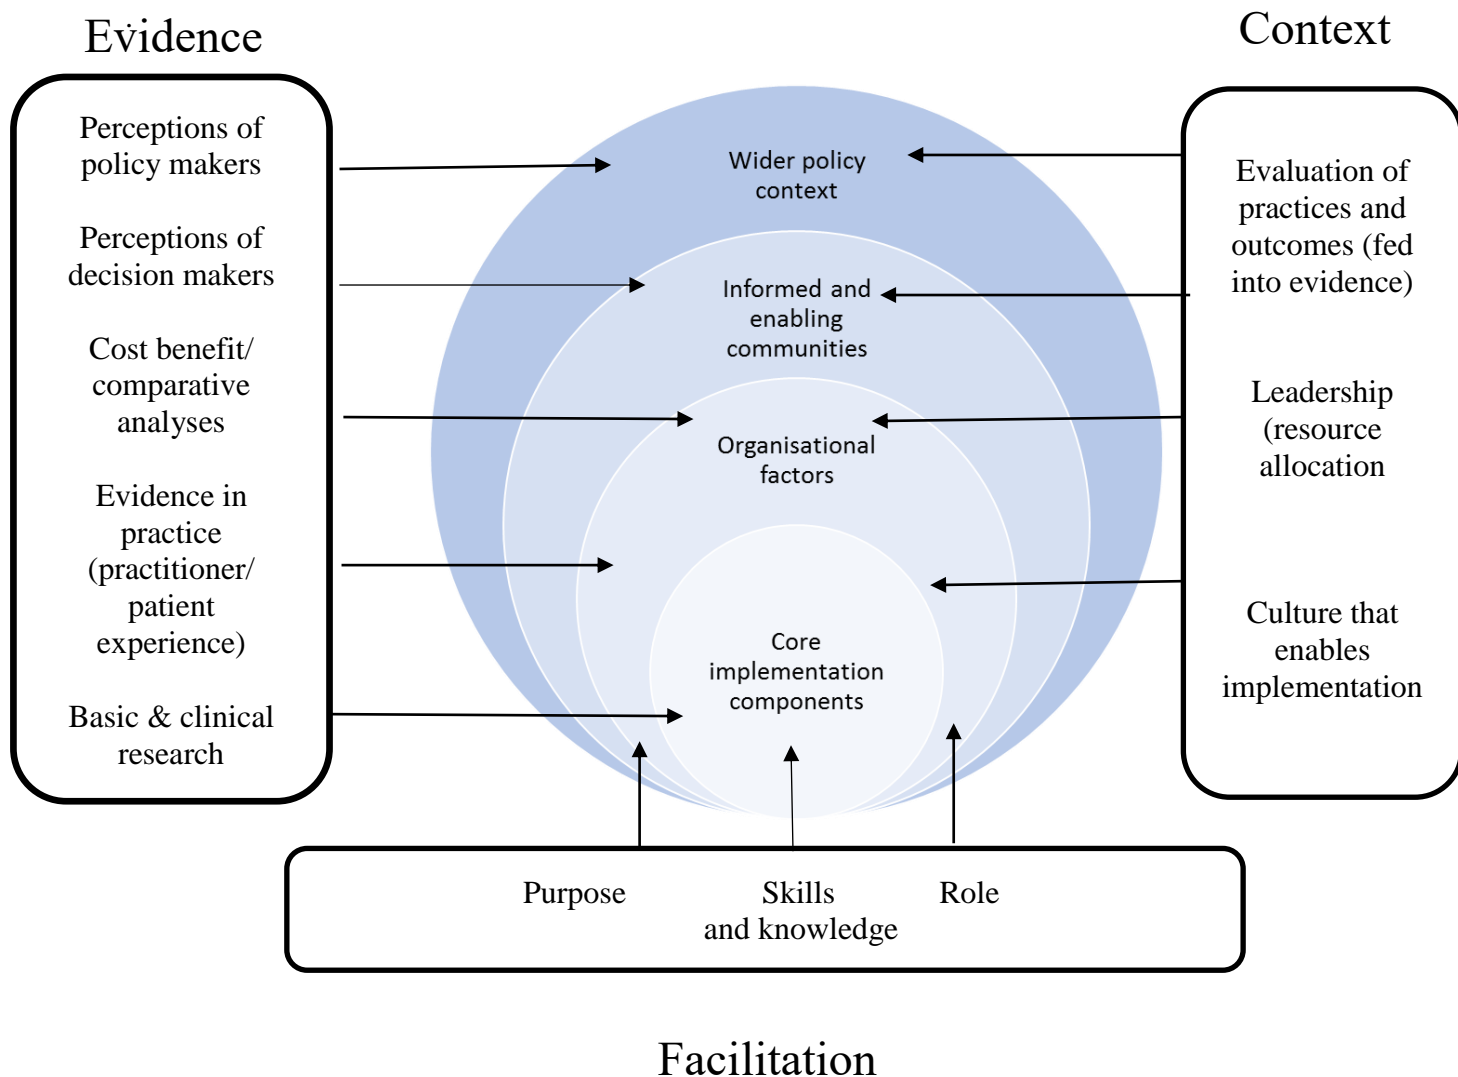 Evidence
Perceptions of
policy makers
Perceptions of
decision makers
Cost benefit/
comparative
analyses
Evidence in
practice
(practitioner/
patient
experience)
Basic & clinical
research
Wider policy
context
Informed and
enabling
communities
Organisational
factors
Core
implementation
components
Context
Evaluation of
practices and
outcomes (fed
into evidence)
Leadership
(resource
allocation
Culture that
enables
implementation
Purpose
Skills
and knowledge
Role
Facilitation